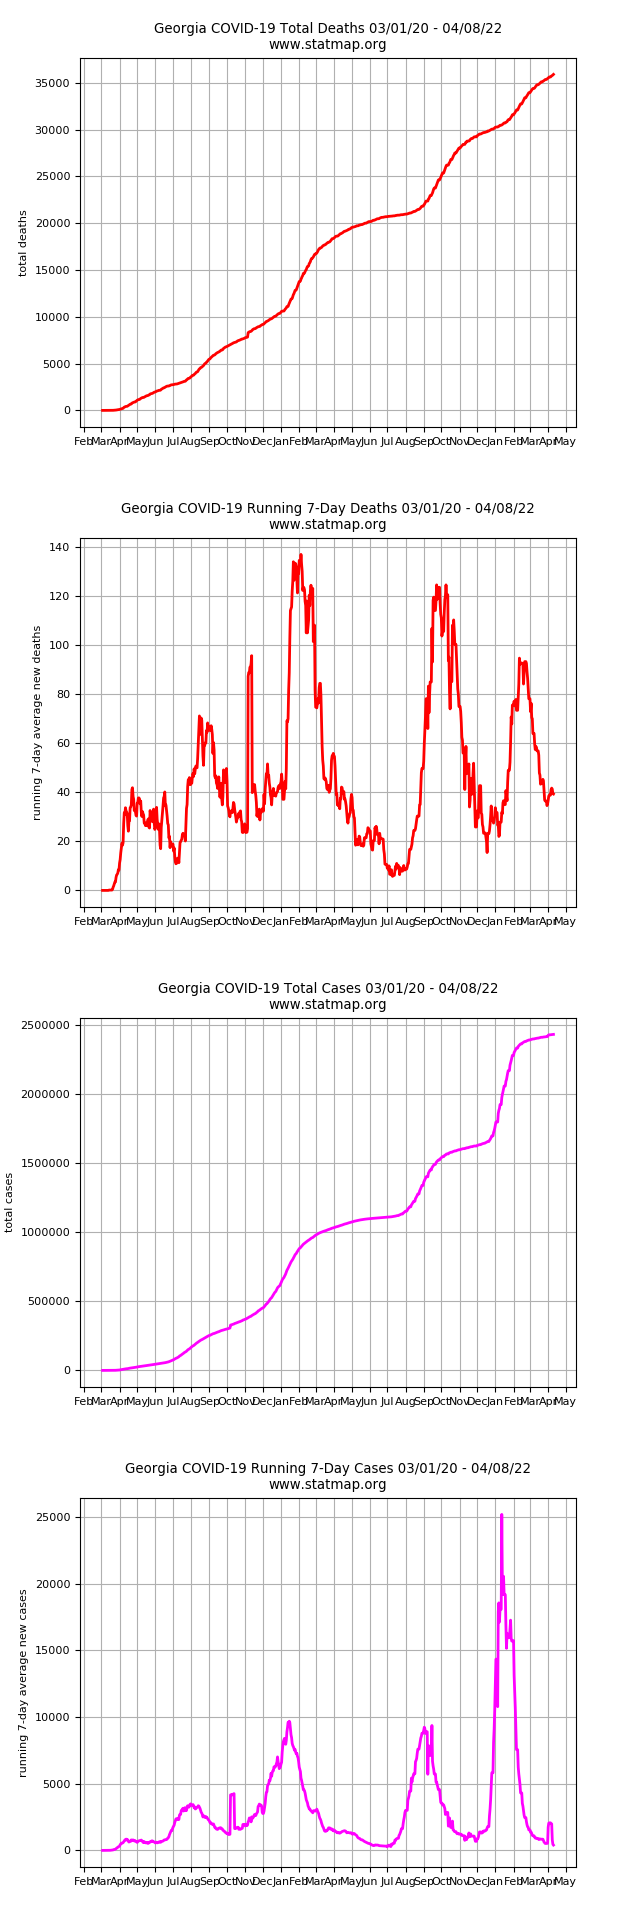 Georgia COVID-19 Total Deaths 03/01/20 - 04/08/22
www.statmap.org
35000
30000
25000
20000
15000
10000
5000
0
total deaths
Feb Mar Apr May Jun Jul Aug Sep Oct Nov Dec Jan Feb Mar Apr May Jun Jul Aug Sep Oct Nov Dec Jan Feb Mar Apr May
Georgia COVID-19 Running 7-Day Deaths 03/01/20 - 04/08/22
www.statmap.org
140
120
100
80
60
40
20
0
running 7-day average new deaths
Feb Mar Apr May Jun Jul Aug Sep Oct Nov Dec Jan Feb Mar Apr May Jun Jul Aug Sep Oct Nov Dec Jan Feb Mar Apr May
Georgia COVID-19 Total Cases 03/01/20 - 04/08/22
www.statmap.org
2500000
2000000
1500000
1000000
500000
0
total cases
Feb Mar Apr May Jun Jul Aug Sep Oct Nov Dec Jan Feb Mar Apr May Jun Jul Aug Sep Oct Nov Dec Jan Feb Mar Apr May
Georgia COVID-19 Running 7-Day Cases 03/01/20 - 04/08/22
www.statmap.org
25000
20000
15000
10000
5000
0
running 7-day average new cases
Feb Mar Apr May Jun Jul Aug Sep Oct Nov Dec Jan Feb Mar Apr May Jun Jul Aug Sep Oct Nov Dec Jan Feb Mar Apr May